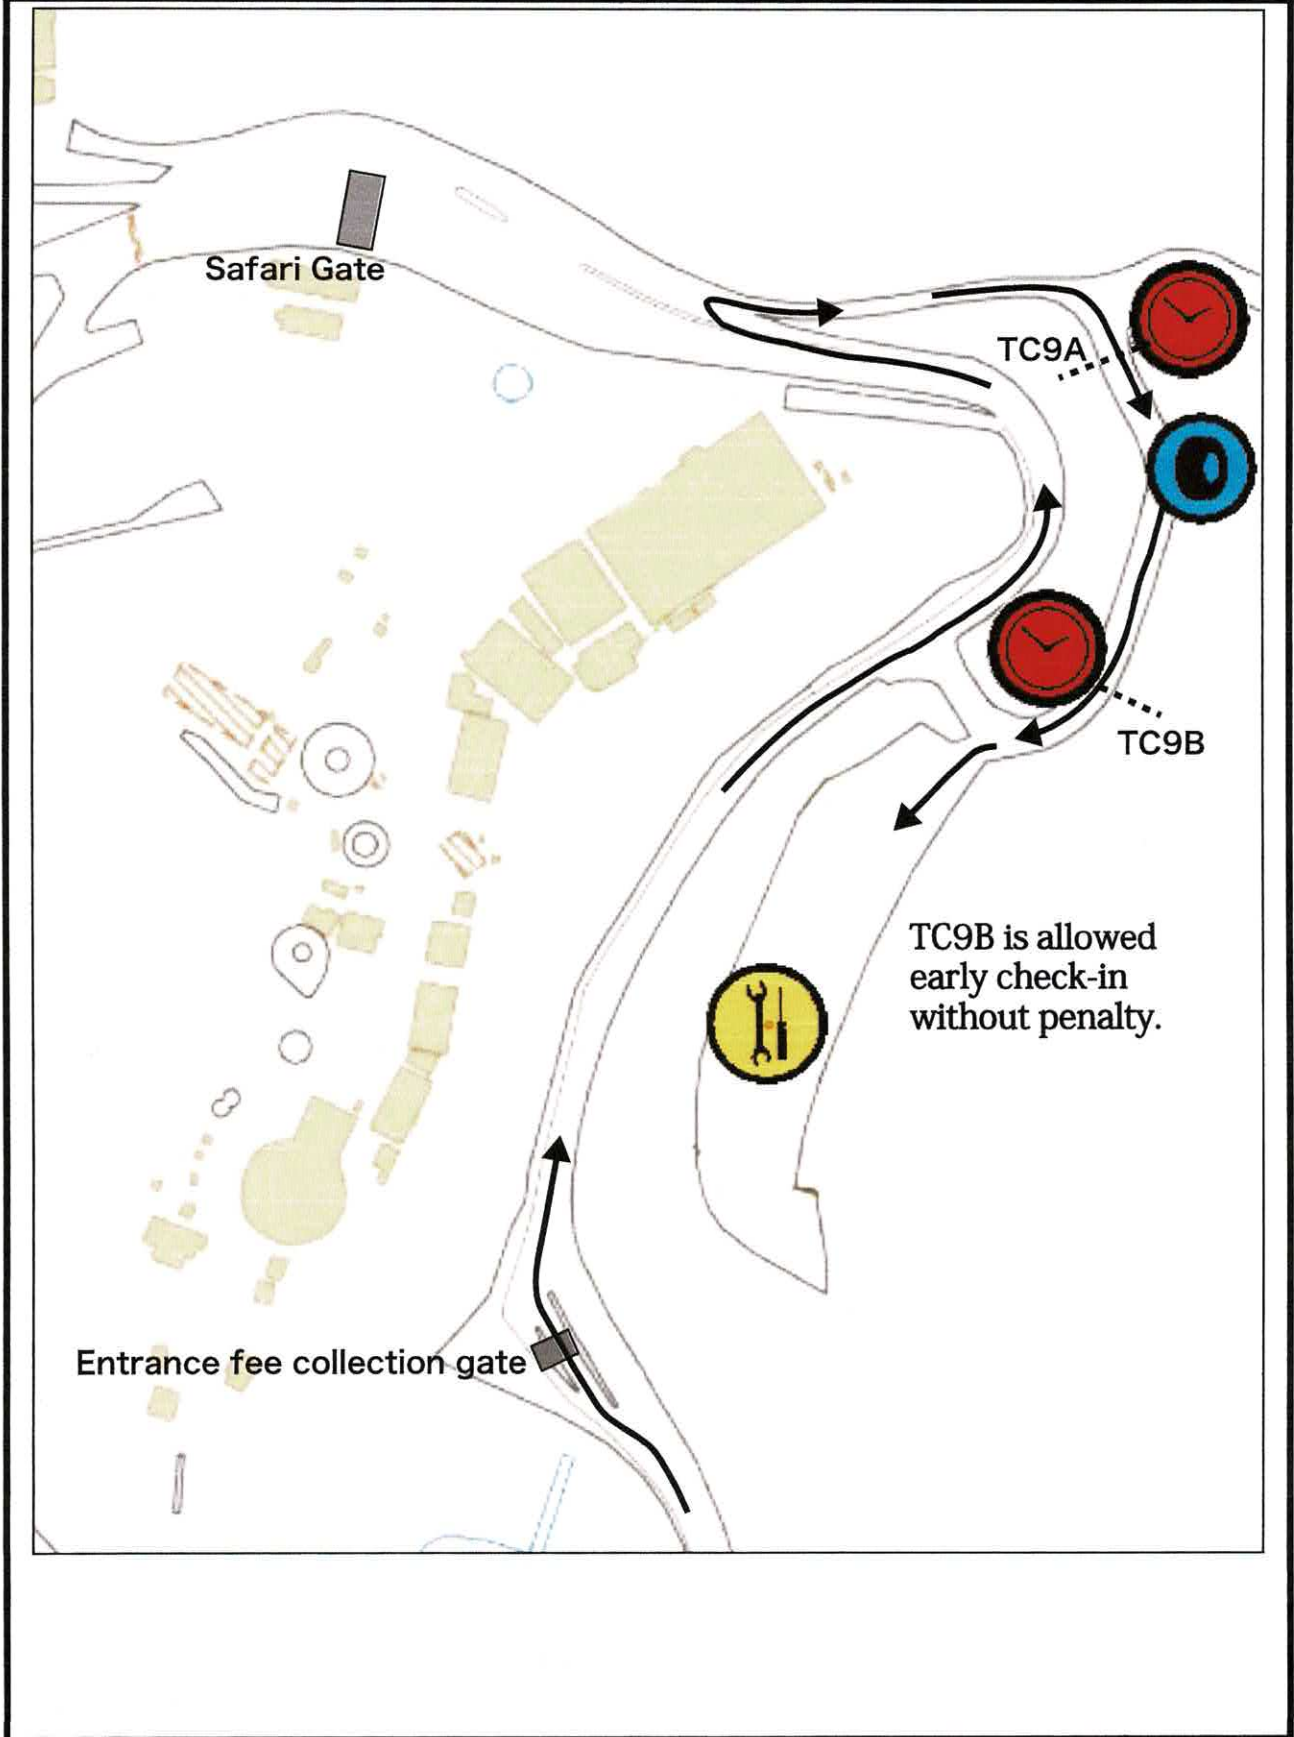 Safari Gate
TC9A
TC9B
TC9B is allowed
early check-in
without penalty.
Entrance fee collection gate